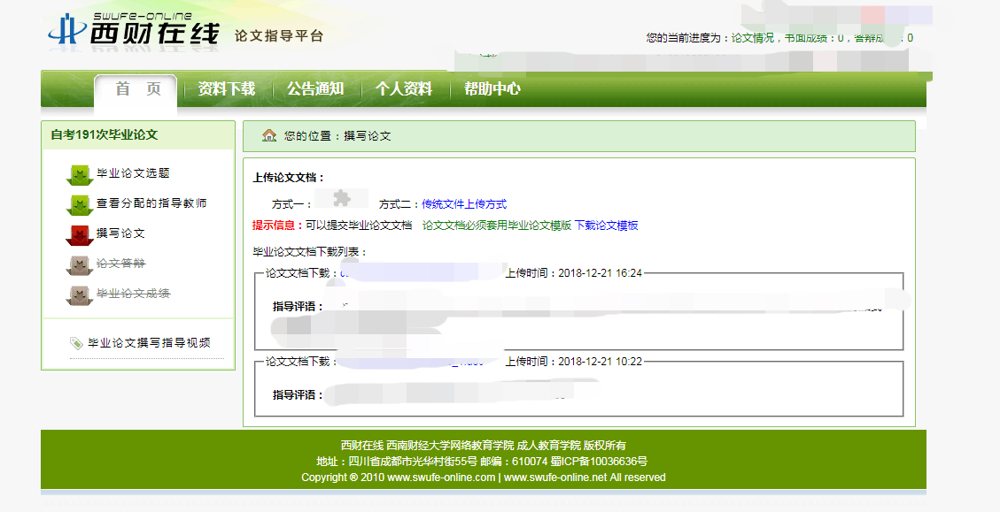 swufe-online
西财在线 论文指导平台
您的当前进度为：论文情况，书面成绩：0，答辩成：0
首 页 资料下载 公告通知 个人资料 帮助中心
自考191次毕业论文
毕业论文选题
查看分配的指导教师
撰写论文
论文答辩
毕业论文成绩
毕业论文撰写指导视频
您的位置：撰写论文
上传论文文档：
方式一： 方式二：传统文件上传方式
提示信息：可以提交毕业论文文档 论文文档必须套用毕业论文模版 下载论文模板
毕业论文文档下载列表：
论文文档下载： 上传时间：2018-12-21 16:24
指导评语：
论文文档下载： 上传时间：2018-12-21 10:22
指导评语：
西财在线 西南财经大学网络教育学院 成人教育学院 版权所有
地址：四川省成都市光华村街55号 邮编：610074 蜀ICP备10036636号
Copyright ® 2010 www.swufe-online.com | www.swufe-online.net All reserved